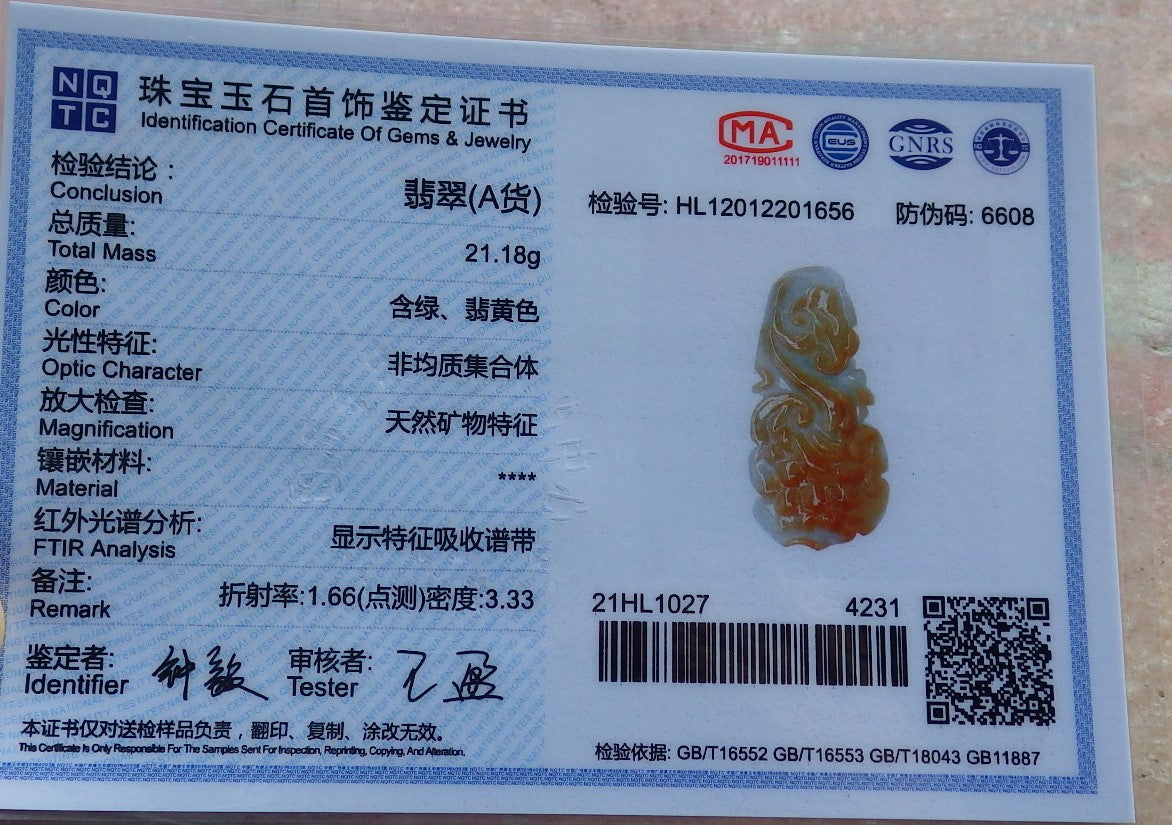 NQ
TC
珠宝玉石首饰鉴定证书
Identification Certificate Of Gems & Jewelry
检验结论：
Conclusion
翡翠(A货)
总质量:
Total Mass
21.18g
颜色:
Color
含绿、翡黄色
光性特征:
Optic Character
非均质集合体
放大检查:
Magnification
天然矿物特征
镶嵌材料:
Material
****
红外光谱分析:
FTIR Analysis
显示特征吸收谱带
备注:
Remark
折射率:1.66(点测)密度:3.33
鉴定者:
Identifier
审核者:
Tester
本证书仅对送检样品负责，翻印、复制、涂改无效。
This Certificate Is Only Responsible For The Samples Sent For Inspection, Reprinting, Copying, And Alteration.
MA
201719011111
GNRS
检验号: HL12012201656
防伪码: 6608
21HL1027
4231
检验依据: GB/T16552 GB/T16553 GB/T18043 GB11887